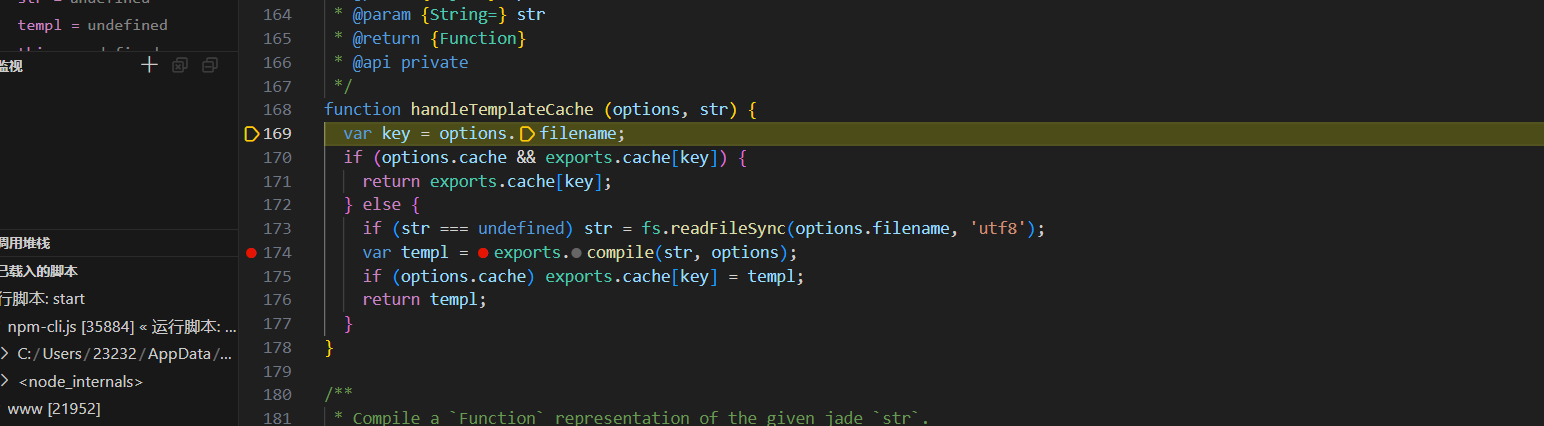 templ = undefined
监视
调用堆栈
已载入的脚本
行脚本: start
npm-cli.js [35884] « 运行脚本: ...
C:/Users/23232/AppData/...
<node_internals>
www [21952]
164 * @param {String=} str
165 * @return {Function}
166 * @api private
167 */
168 function handleTemplateCache (options, str) {
169 var key = options.filename;
170 if (options.cache && exports.cache[key]) {
171 return exports.cache[key];
172 } else {
173 if (str === undefined) str = fs.readFileSync(options.filename, 'utf8');
174 var templ = exports.compile(str, options);
175 if (options.cache) exports.cache[key] = templ;
176 return templ;
177 }
178 }
179
180 /**
181 * Compile a `Function` representation of the given jade `str`.